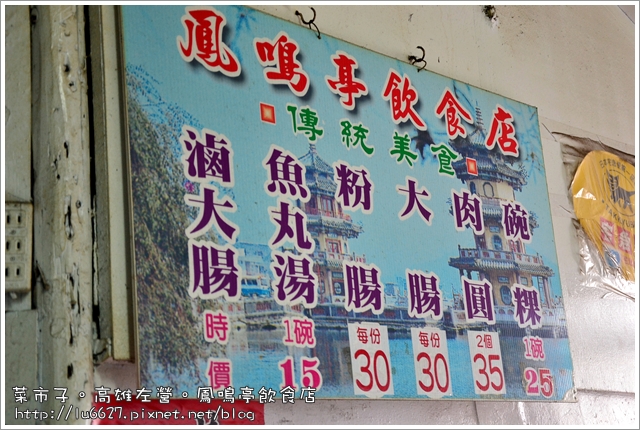 鳳鳴亭飲食店
傳統美食
碗粿 1碗 25
肉圓 2個 35
大腸 每份 30
粉腸 每份 30
魚丸湯 1碗 15
滷大腸 時價
菜市子。高雄左營。鳳鳴亭飲食店
http://lu6627.pixnet.net/blog